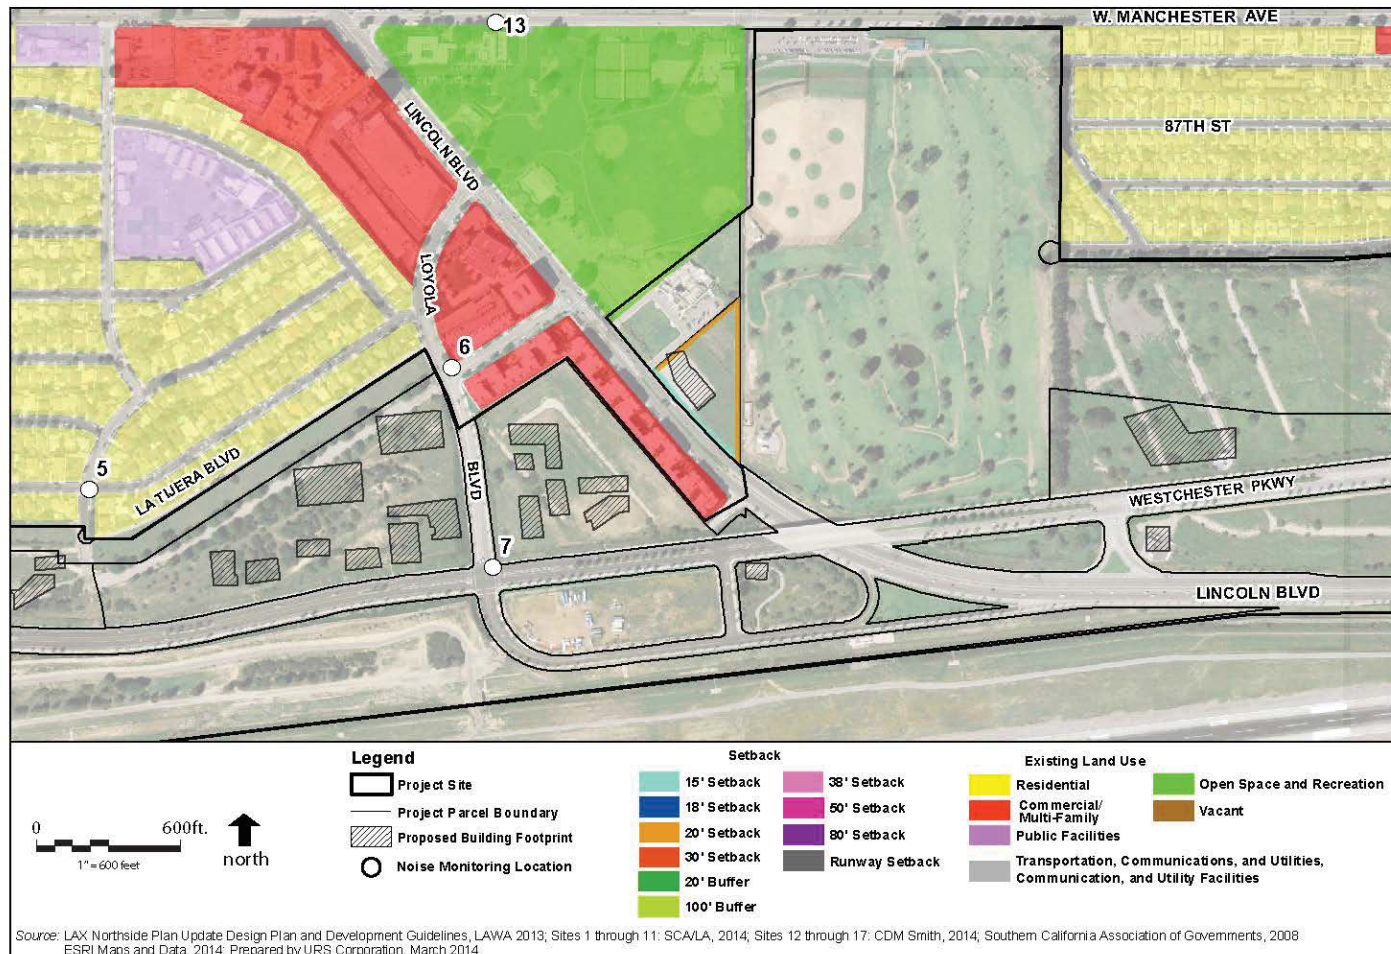 W. MANCHESTER AVE
13
LINCOLN BLVD
87TH ST
LOYOLA
6
5
LA TIJERA BLVD
BLVD
WESTCHESTER PKWY
7
LINCOLN BLVD
Legend
Project Site
Project Parcel Boundary
Proposed Building Footprint
Noise Monitoring Location
0 600ft.
1" = 600 feet
north
Setback
15' Setback
18' Setback
20' Setback
30' Setback
20' Buffer
100' Buffer
38' Setback
50' Setback
80' Setback
Runway Setback
Existing Land Use
Residential
Commercial/
Multi-Family
Public Facilities
Transportation, Communications, and Utilities,
Communication, and Utility Facilities
Open Space and Recreation
Vacant
Source: LAX Northside Plan Update Design Plan and Development Guidelines, LAWA 2013; Sites 1 through 11: SCA/LA, 2014; Sites 12 through 17: CDM Smith, 2014; Southern California Association of Governments, 2008
ESRI Maps and Data, 2014; Prepared by URS Corporation, March 2014